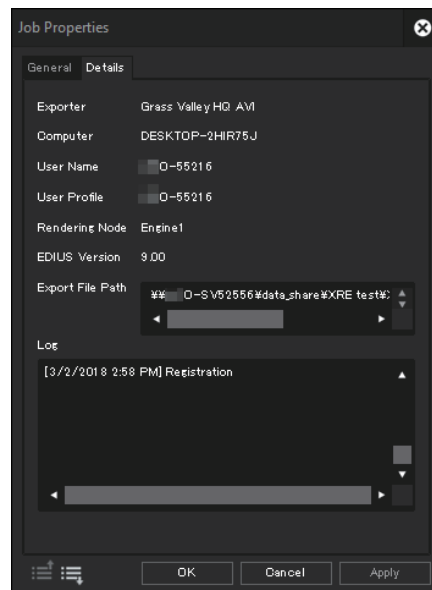 Job Properties
General Details
Exporter Grass Valley HQ AVI
Computer DESKTOP-2HIR75J
User Name O-55216
User Profile O-55216
Rendering Node Engine1
EDIUS Version 9.00
Export File Path ¥¥ O-SV52556¥data_share¥XRE test¥
Log
[3/2/2018 2:58 PM] Registration
OK Cancel Apply